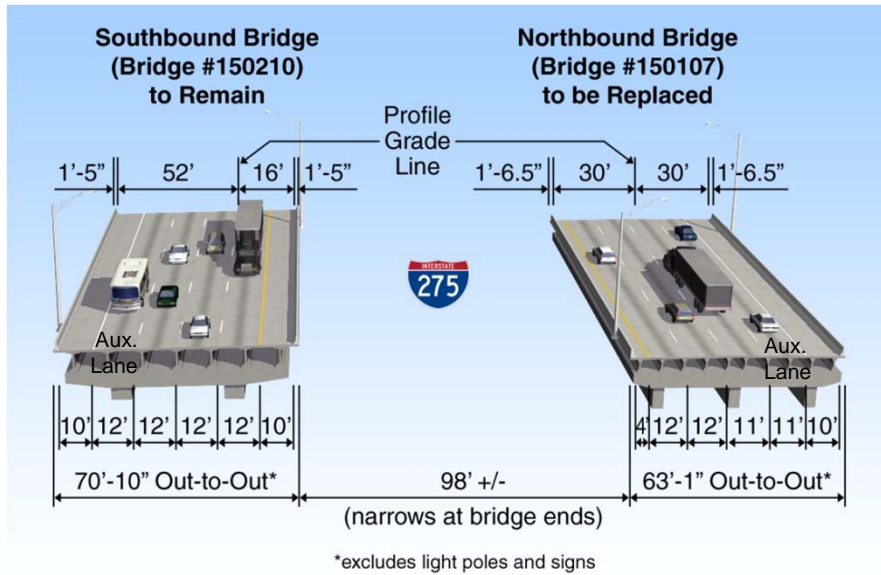 Southbound Bridge
(Bridge #150210)
to Remain
Northbound Bridge
(Bridge #150107)
to be Replaced
Profile
Grade
Line
1’-5” 52’ 16’ 1’-5”
1’-6.5” 30’ 30’ 1’-6.5”
INTERSTATE
275
Aux.
Lane
Aux.
Lane
10’ 12’ 12’ 12’ 12’ 10’
4’ 12’ 12’ 11’ 11’ 10’
70’-10” Out-to-Out*
98’ +/-
63’-1” Out-to-Out*
(narrows at bridge ends)
*excludes light poles and signs